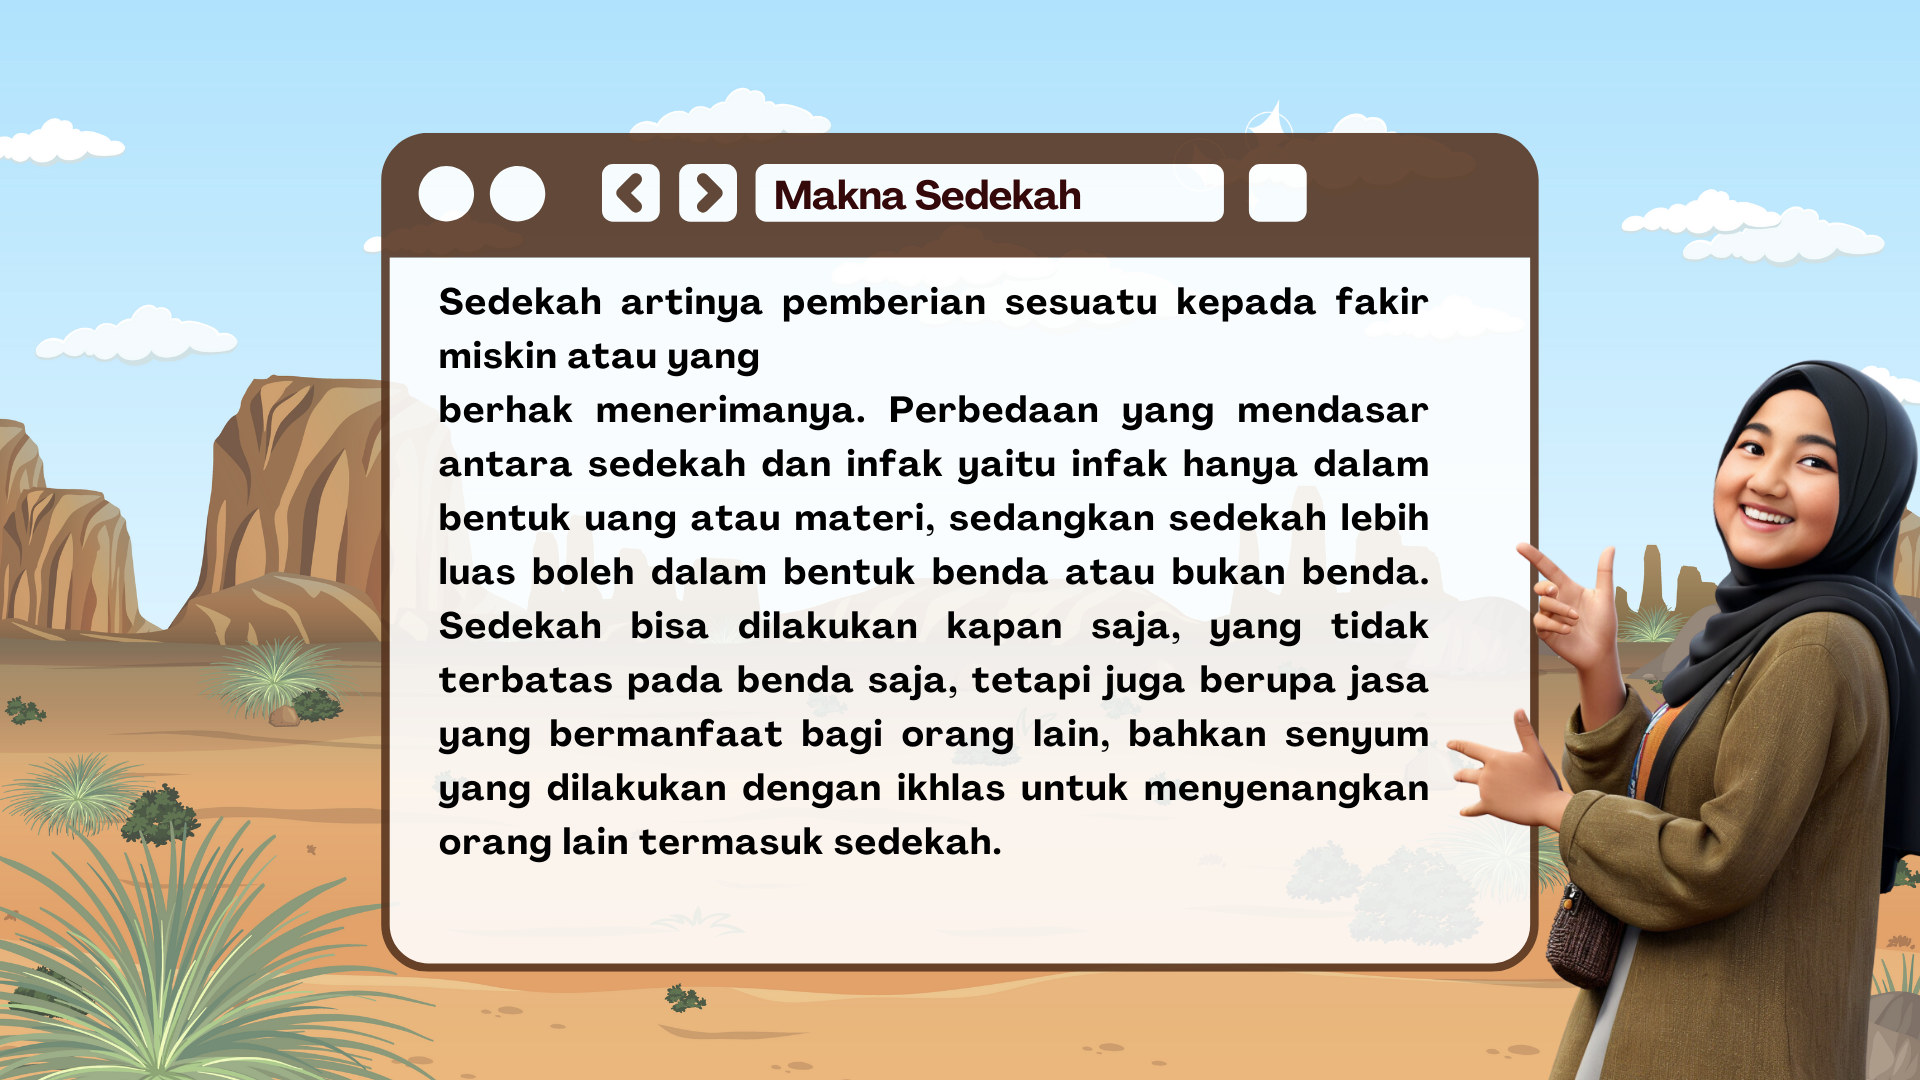 Makna Sedekah
Sedekah artinya pemberian sesuatu kepada fakir
miskin atau yang
berhak menerimanya. Perbedaan yang mendasar
antara sedekah dan infak yaitu infak hanya dalam
bentuk uang atau materi, sedangkan sedekah lebih
luas boleh dalam bentuk benda atau bukan benda.
Sedekah bisa dilakukan kapan saja, yang tidak
terbatas pada benda saja, tetapi juga berupa jasa
yang bermanfaat bagi orang lain, bahkan senyum
yang dilakukan dengan ikhlas untuk menyenangkan
orang lain termasuk sedekah.